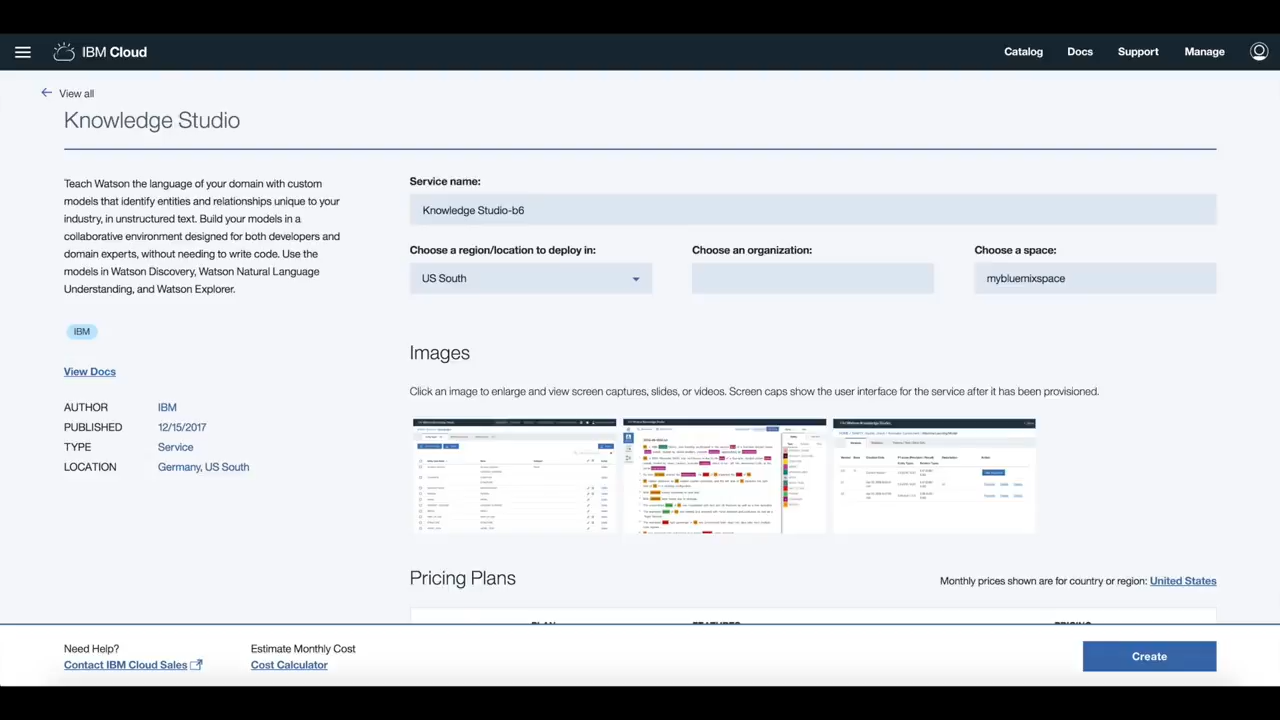 IBM Cloud
Catalog
Docs
Support
Manage
View all
Knowledge Studio
Teach Watson the language of your domain with custom
models that identify entities and relationships unique to your
industry, in unstructured text. Build your models in a
collaborative environment designed for both developers and
domain experts, without needing to write code. Use the
models in Watson Discovery, Watson Natural Language
Understanding, and Watson Explorer.
IBM
View Docs
AUTHOR IBM
PUBLISHED 12/15/2017
TYPE Service
LOCATION Germany, US South
Service name:
Knowledge Studio-b6
Choose a region/location to deploy in:
US South
Choose an organization:
Choose a space:
mybluemixspace
Images
Click an image to enlarge and view screen captures, slides, or videos. Screen caps show the user interface for the service after it has been provisioned.
Pricing Plans
Monthly prices shown are for country or region: United States
PLAN FEATURES PRICING
Need Help?
Contact IBM Cloud Sales
Estimate Monthly Cost
Cost Calculator
Create